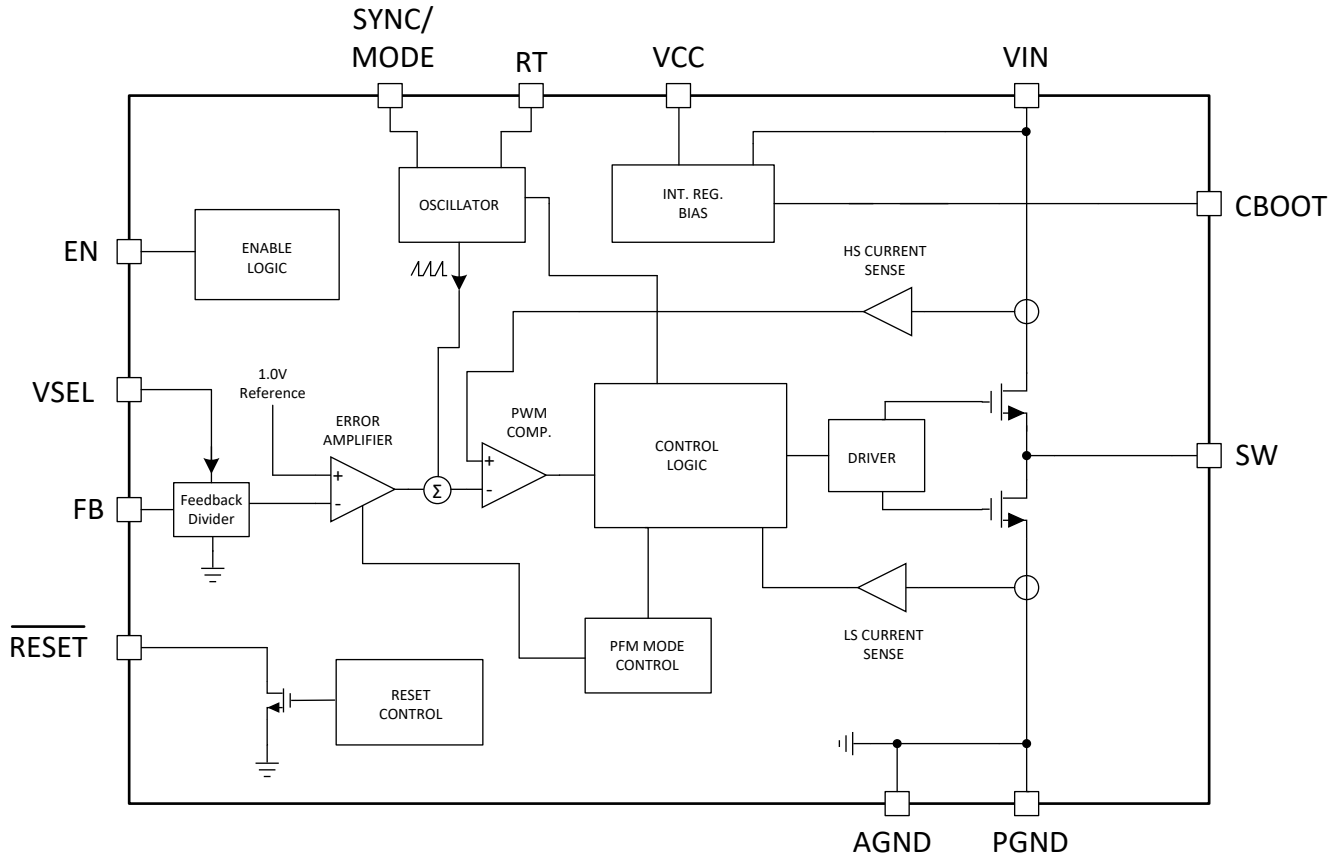 SYNC/
MODE
RT
VCC
VIN
OSCILLATOR
INT. REG.
BIAS
CBOOT
EN
ENABLE
LOGIC
HS CURRENT
SENSE
VSEL
1.0V
Reference
ERROR
AMPLIFIER
PWM
COMP.
+
-
Σ
+
-
CONTROL
LOGIC
DRIVER
SW
FB
Feedback
Divider
RESET
PFM MODE
CONTROL
LS CURRENT
SENSE
RESET
CONTROL
AGND
PGND